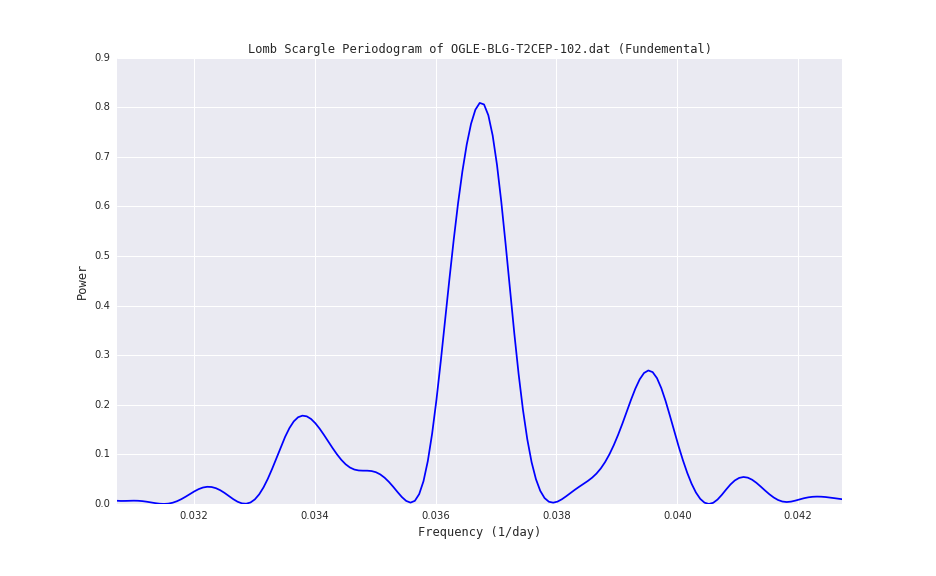 Lomb Scargle Periodogram of OGLE-BLG-T2CEP-102.dat (Fundemental)
0.9
0.8
0.7
0.6
0.5
0.4
0.3
0.2
0.1
0.0
Power
0.032 0.034 0.036 0.038 0.040 0.042
Frequency (1/day)